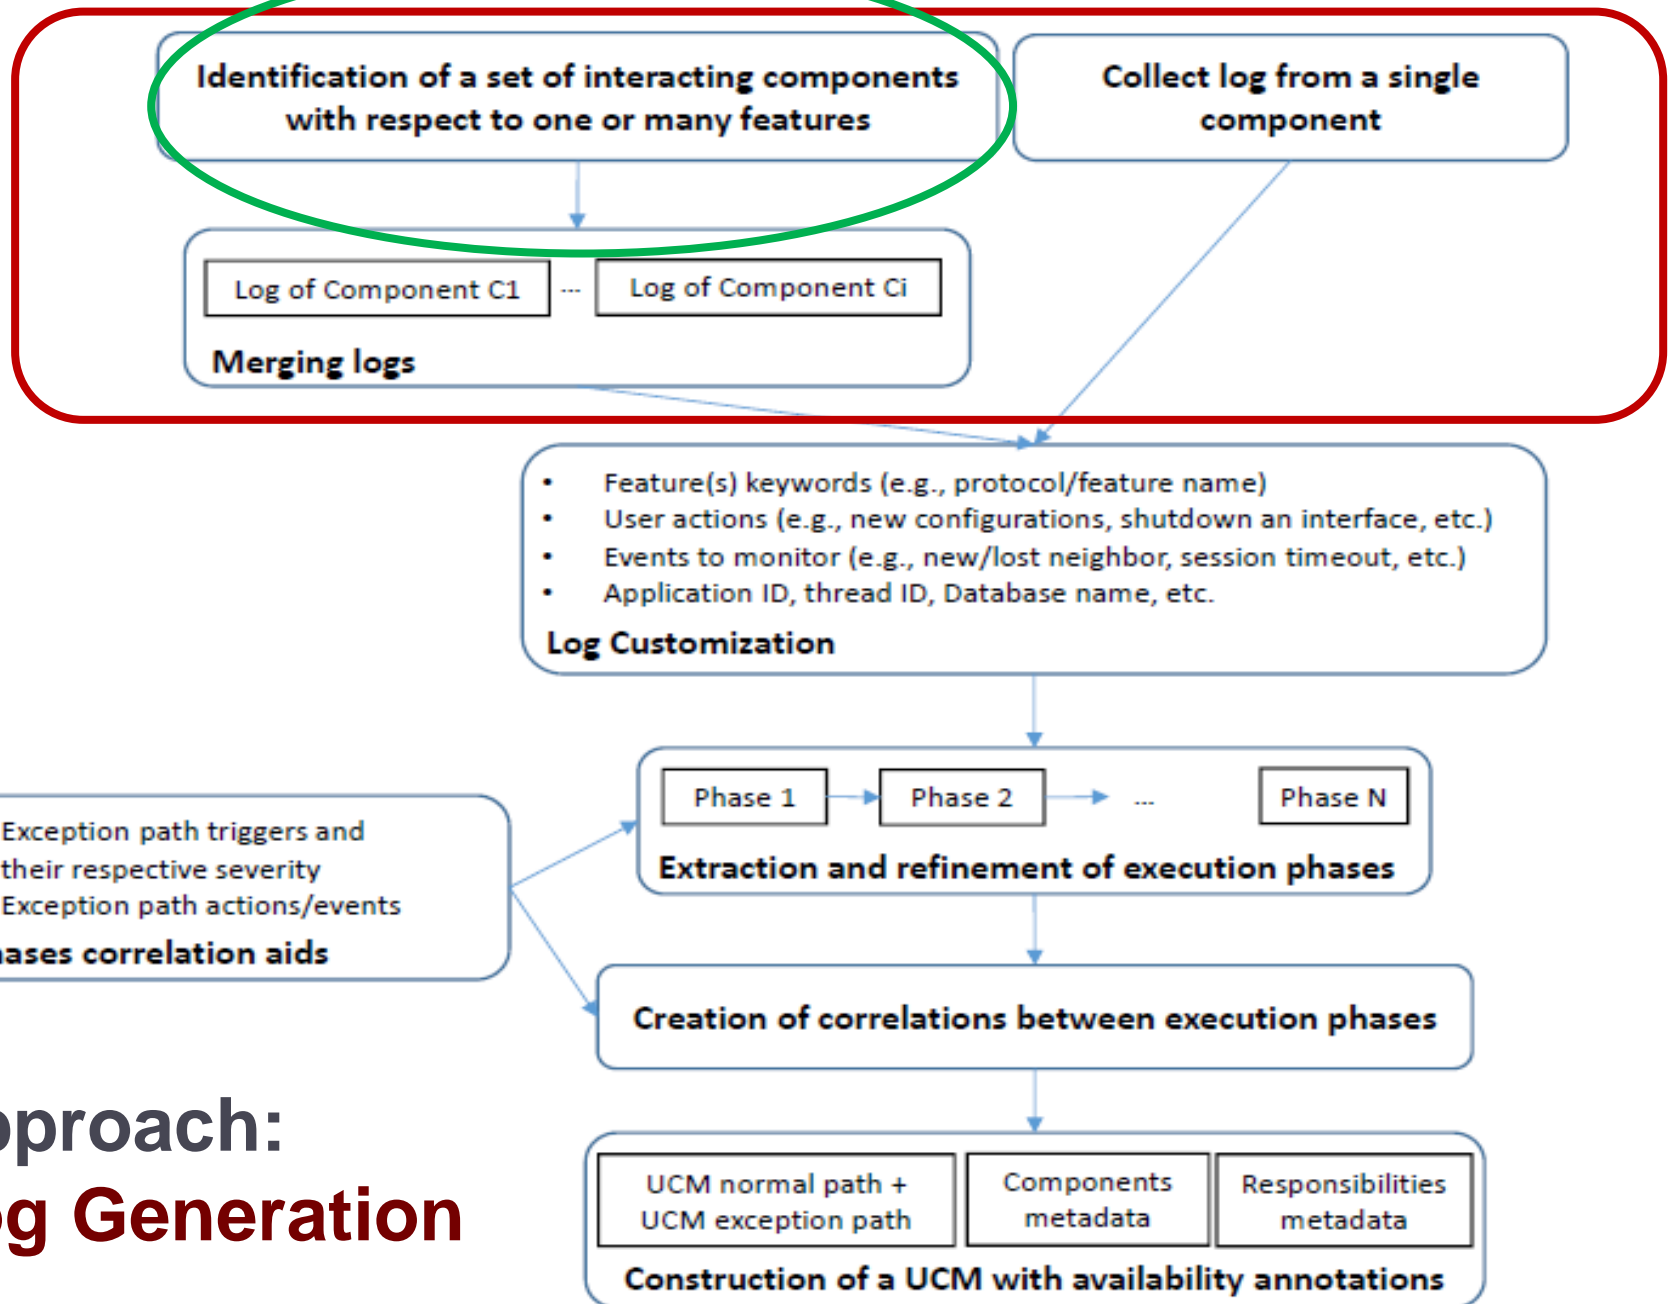 Identification of a set of interacting components
with respect to one or many features
Collect log from a single
component
Log of Component C1
...
Log of Component Ci
Merging logs
• Feature(s) keywords (e.g., protocol/feature name)
• User actions (e.g., new configurations, shutdown an interface, etc.)
• Events to monitor (e.g., new/lost neighbor, session timeout, etc.)
• Application ID, thread ID, Database name, etc.
Log Customization
Phase 1
Phase 2
...
Phase N
Extraction and refinement of execution phases
Exception path triggers and
their respective severity
Exception path actions/events
correlation aids
Creation of correlations between execution phases
UCM normal path +
UCM exception path
Components
metadata
Responsibilities
metadata
Construction of a UCM with availability annotations
Generation